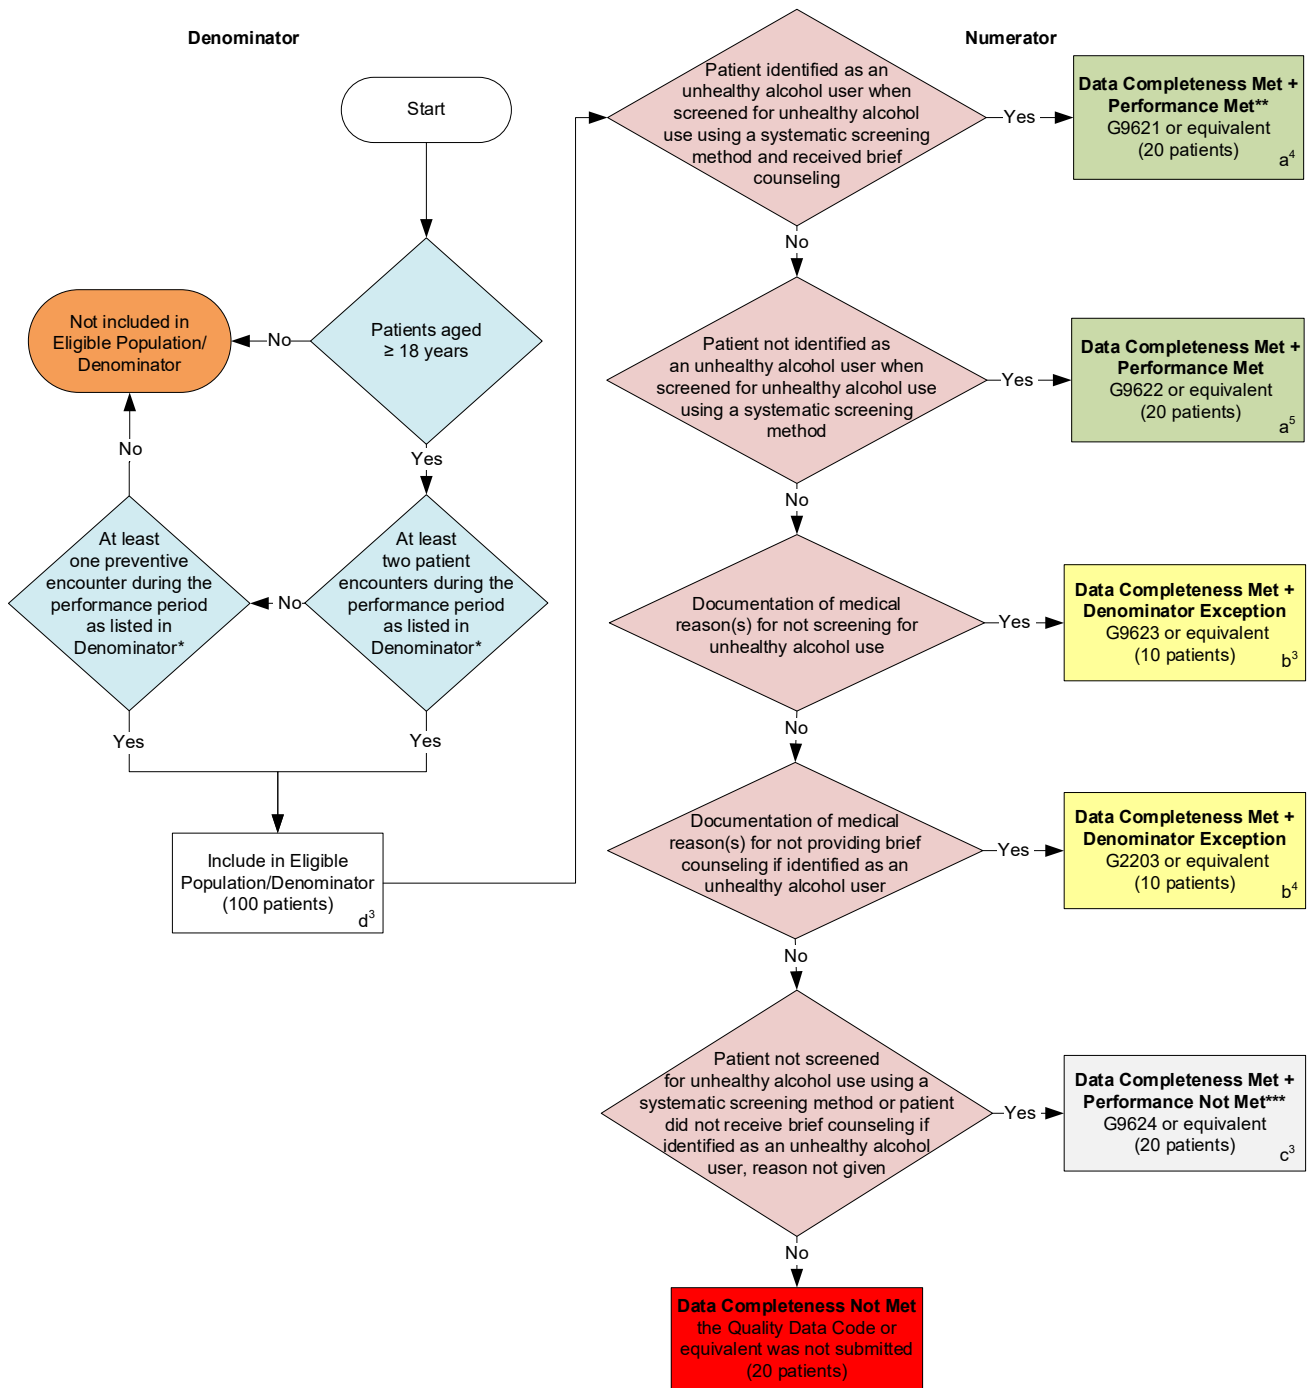 Denominator
Start
Patients aged
≥ 18 years
No
Not included in
Eligible Population/
Denominator
Yes
At least
two patient
encounters during the
performance period
as listed in
Denominator*
No
At least
one preventive
encounter during the
performance period
as listed in
Denominator*
No
Yes
Yes
Include in Eligible
Population/Denominator
(100 patients)
d³
Numerator
Patient identified as an
unhealthy alcohol user when
screened for unhealthy alcohol
use using a systematic screening
method and received brief
counseling
Yes
Data Completeness Met +
Performance Met**
G9621 or equivalent
(20 patients)
a⁴
No
Patient not identified as
an unhealthy alcohol user when
screened for unhealthy alcohol use
using a systematic screening
method
Yes
Data Completeness Met +
Performance Met
G9622 or equivalent
(20 patients)
a⁵
No
Documentation of medical
reason(s) for not screening for
unhealthy alcohol use
Yes
Data Completeness Met +
Denominator Exception
G9623 or equivalent
(10 patients)
b³
No
Documentation of medical
reason(s) for not providing brief
counseling if identified as an
unhealthy alcohol user
Yes
Data Completeness Met +
Denominator Exception
G2203 or equivalent
(10 patients)
b⁴
No
Patient not screened
for unhealthy alcohol use using a
systematic screening method or patient
did not receive brief counseling if
identified as an unhealthy alcohol
user, reason not given
Yes
Data Completeness Met +
Performance Not Met***
G9624 or equivalent
(20 patients)
c³
No
Data Completeness Not Met
the Quality Data Code or
equivalent was not submitted
(20 patients)